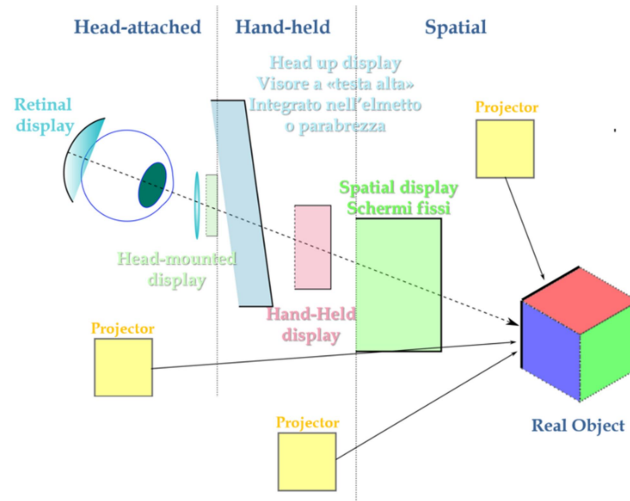 Head-attached
Hand-held
Spatial
Head up display
Visore a «testa alta»
Integrato nell'elmetto
o parabrezza
Retinal
display
Projector
Spatial display
Schermi fissi
Head-mounted
display
Hand-Held
display
Projector
Projector
Real Object